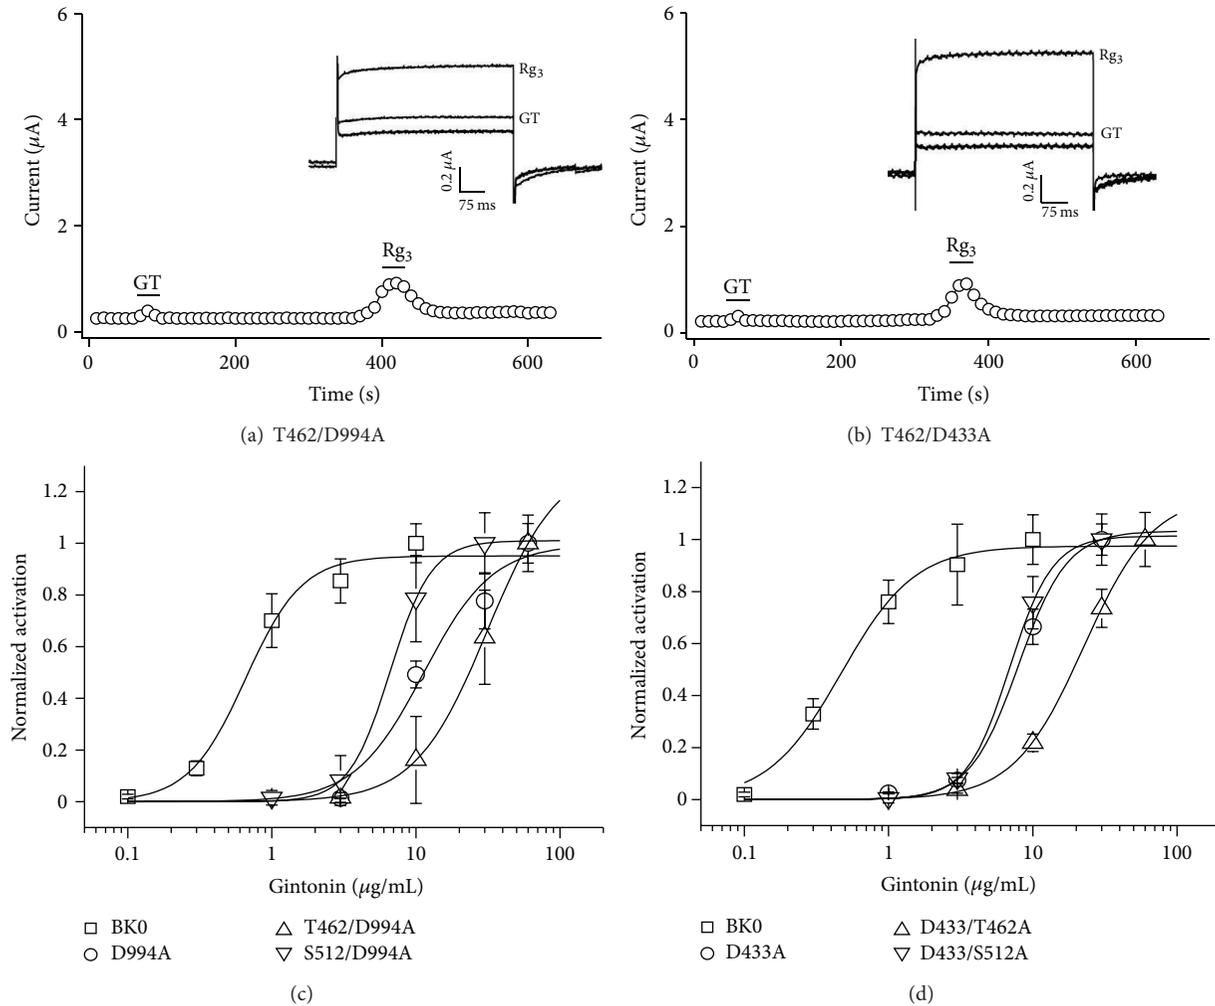 6
4
2
0
Current (μA)
Rg3
GT
0.2 μA
75 ms
GT
Rg3
0 200 400 600
Time (s)
(a) T462/D994A
6
4
2
0
Current (μA)
Rg3
GT
0.2 μA
75 ms
GT
Rg3
0 200 400 600
Time (s)
(b) T462/D433A
1.2
1
0.8
0.6
0.4
0.2
0
Normalized activation
0.1 1 10 100
Gintonin (μg/mL)
BK0 T462/D994A
D994A S512/D994A
(c)
1.2
1
0.8
0.6
0.4
0.2
0
Normalized activation
0.1 1 10 100
Gintonin (μg/mL)
BK0 D433/T462A
D433A D433/S512A
(d)